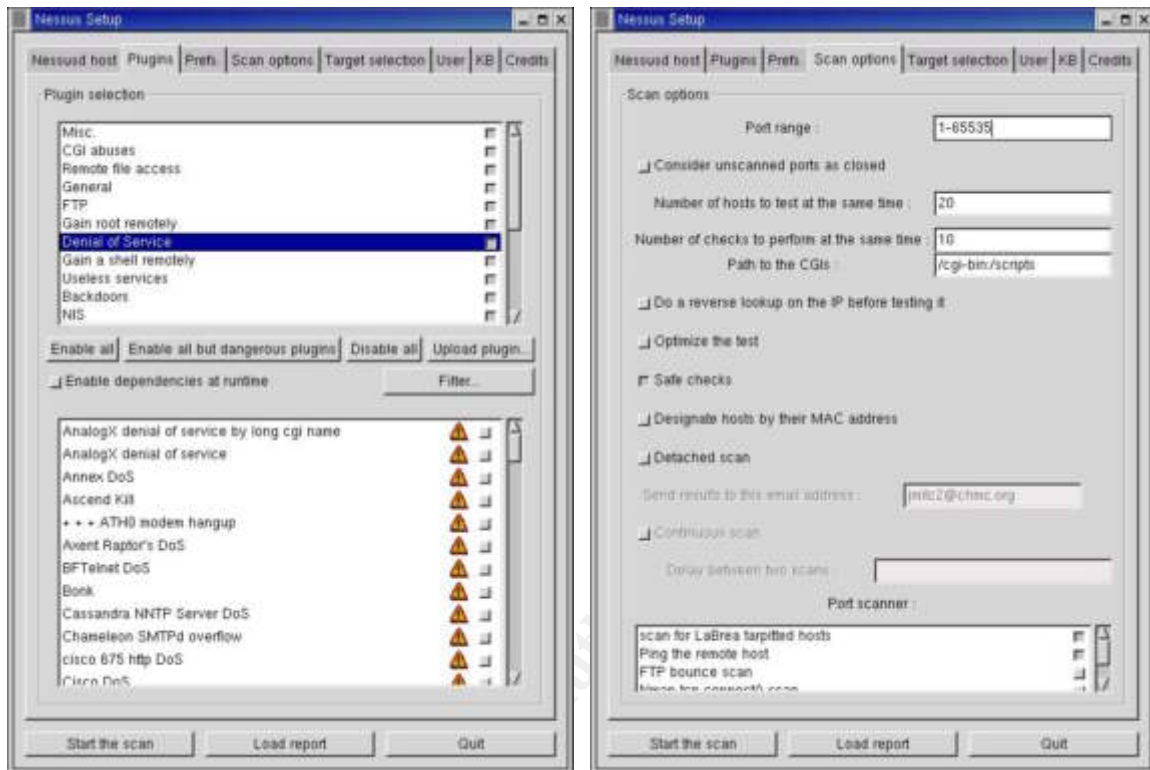 Nessus Setup
Nessusd host Plugins Prefs. Scan options Target selection User KB Credits
Plugin selection
Misc.
CGI abuses
Remote file access
General
FTP
Gain root remotely
Denial of Service
Gain a shell remotely
Useless services
Backdoors
NIS
Enable all Enable all but dangerous plugins Disable all Upload plugin...
Enable dependencies at runtime Filter...
AnalogX denial of service by long cgi name
AnalogX denial of service
Annex DoS
Ascend Kill
+ + + ATH0 modem hangup
Axent Raptor's DoS
BFTelnet DoS
Bonk
Cassandra NNTP Server DoS
Chameleon SMTPd overflow
cisco 675 http DoS
Cisco DoS
Start the scan Load report Quit
Nessus Setup
Nessusd host Plugins Prefs. Scan options Target selection User KB Credits
Scan options
Port range : 1-65535
Consider unscanned ports as closed
Number of hosts to test at the same time : 20
Number of checks to perform at the same time : 10
Path to the CGIs : /cgi-bin:/scripts
Do a reverse lookup on the IP before testing it
Optimize the test
Safe checks
Designate hosts by their MAC address
Detached scan
Send results to this email address :
Continuous scan
Delay between two scans :
Port scanner :
scan for LaBrea tarpitted hosts
Ping the remote host
FTP bounce scan
Nmap tcp connect() scan
Start the scan Load report Quit